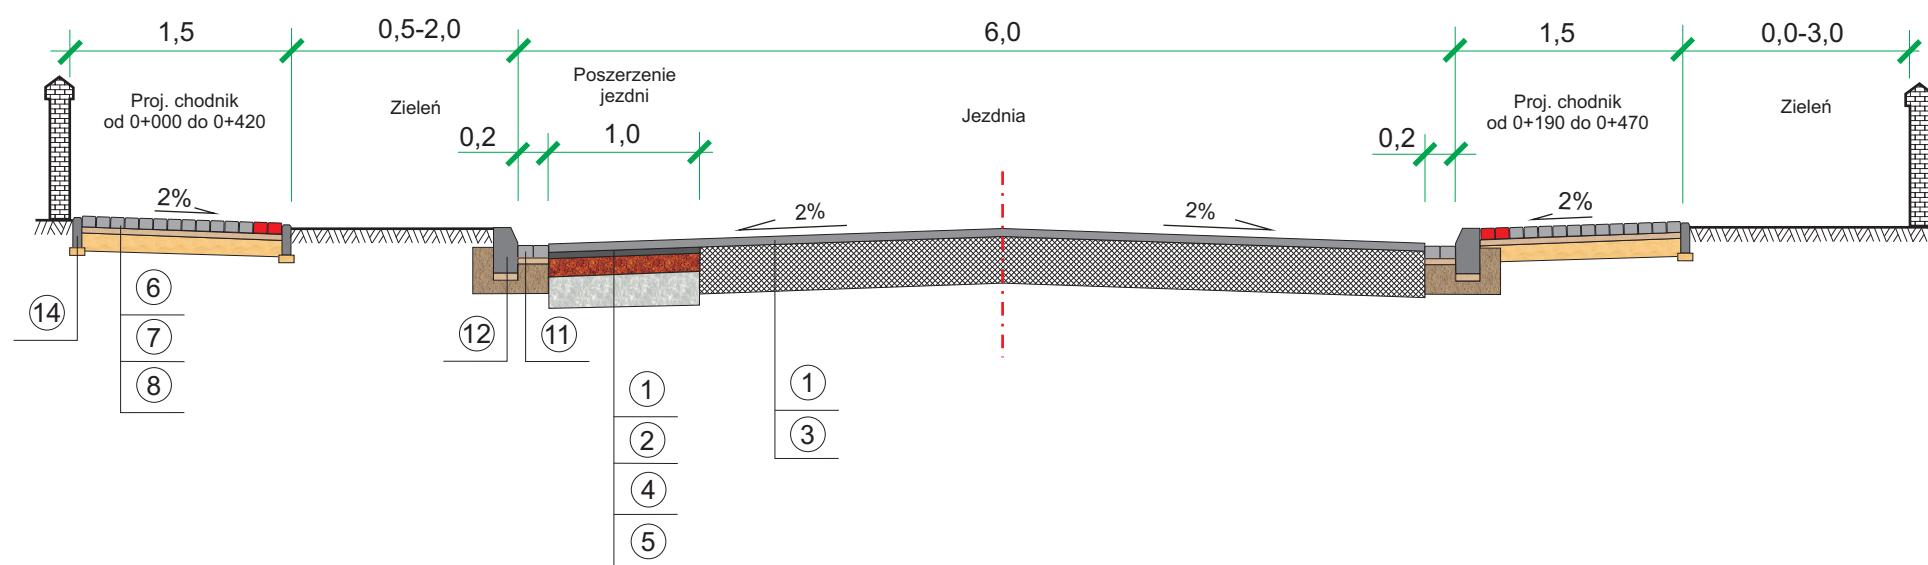 1,5
0,5-2,0
6,0
1,5
0,0-3,0
Proj. chodnik
od 0+000 do 0+420
Zieleń
Poszerzenie
jezdni
Jezdnia
Proj. chodnik
od 0+190 do 0+470
Zieleń
0,2
1,0
0,2
2%
2%
2%
2%
14
6
7
8
12
11
1
2
4
5
1
3